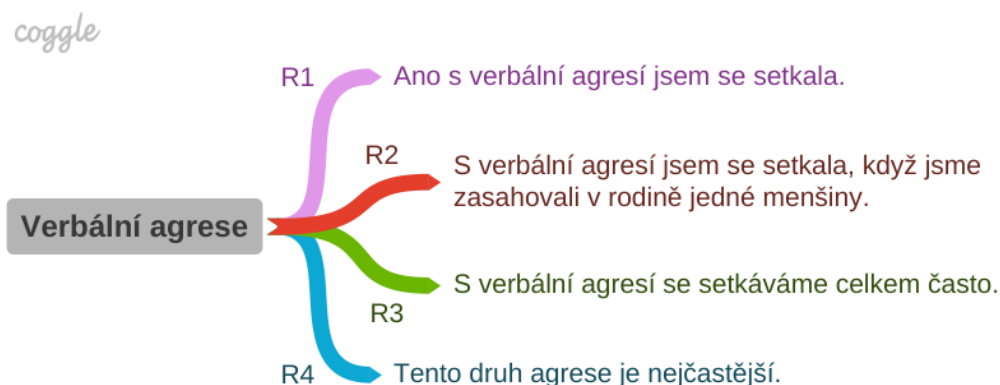 coggle
R1
Ano s verbální agresí jsem se setkala.
R2
S verbální agresí jsem se setkala, když jsme
zasahovali v rodině jedné menšiny.
Verbální agrese
S verbální agresí se setkáváme celkem často.
R3
R4
Tento druh agrese je nejčastější.